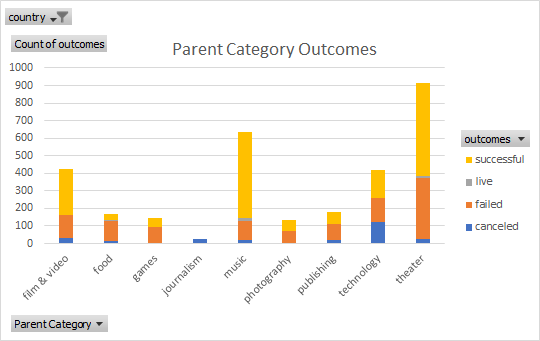 country
Count of outcomes
Parent Category Outcomes
1000
900
800
700
600
500
400
300
200
100
0
film & video
food
games
journalism
music
photography
publishing
technology
theater
outcomes
successful
live
failed
canceled
Parent Category